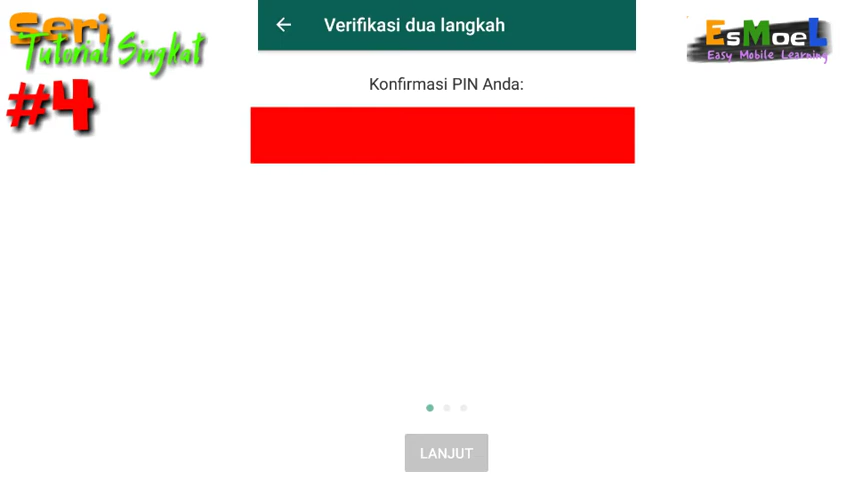 Seri
Tutorial Singkat
#4
Verifikasi dua langkah
EsMoeL
Easy Mobile Learning
Konfirmasi PIN Anda:
LANJUT